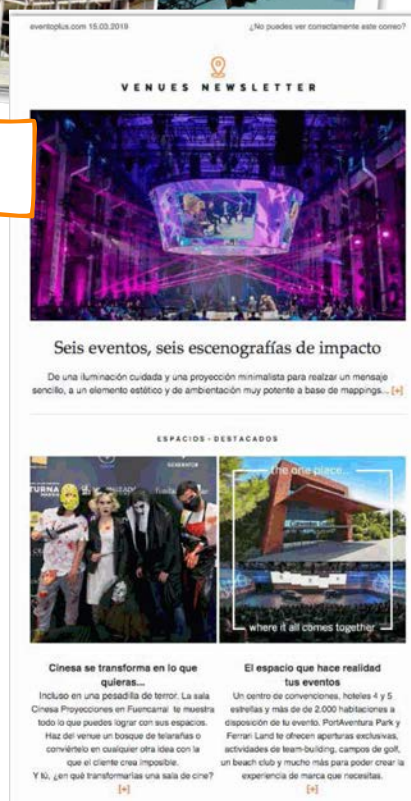 eventoplus.com 15.03.2019
¿No puedes ver correctamente este correo?
VENUES NEWSLETTER
Seis eventos, seis escenografías de impacto
De una iluminación cuidada y una proyección minimalista para realzar un mensaje
sencillo, a un elemento estético y de ambientación muy potente a base de mappings... [+]
ESPACIOS-DESTACADOS
GENERATOR
TURNA
the one place...
where it all comes together
Cinesa se transforma en lo que
quieras...
Incluso en una pesadilla de terror. La sala
Cinesa Proyecciones en Fuencarral te muestra
todo lo que puedes lograr con sus espacios.
Haz del venue un bosque de telarañas o
conviértelo en cualquier otra idea con la
que el cliente crea imposible.
Y tú, ¿en qué transformarías una sala de cine?
[+]
El espacio que hace realidad
tus eventos
Un centro de convenciones, hoteles 4 y 5
estrellas y más de 2.000 habitaciones a
disposición de tu evento. PortAventura Park y
Ferrari Land te ofrecen aperturas exclusivas,
actividades de team-building, campos de golf,
un beach club y mucho más para poder crear la
experiencia de marca que necesitas.
[+]